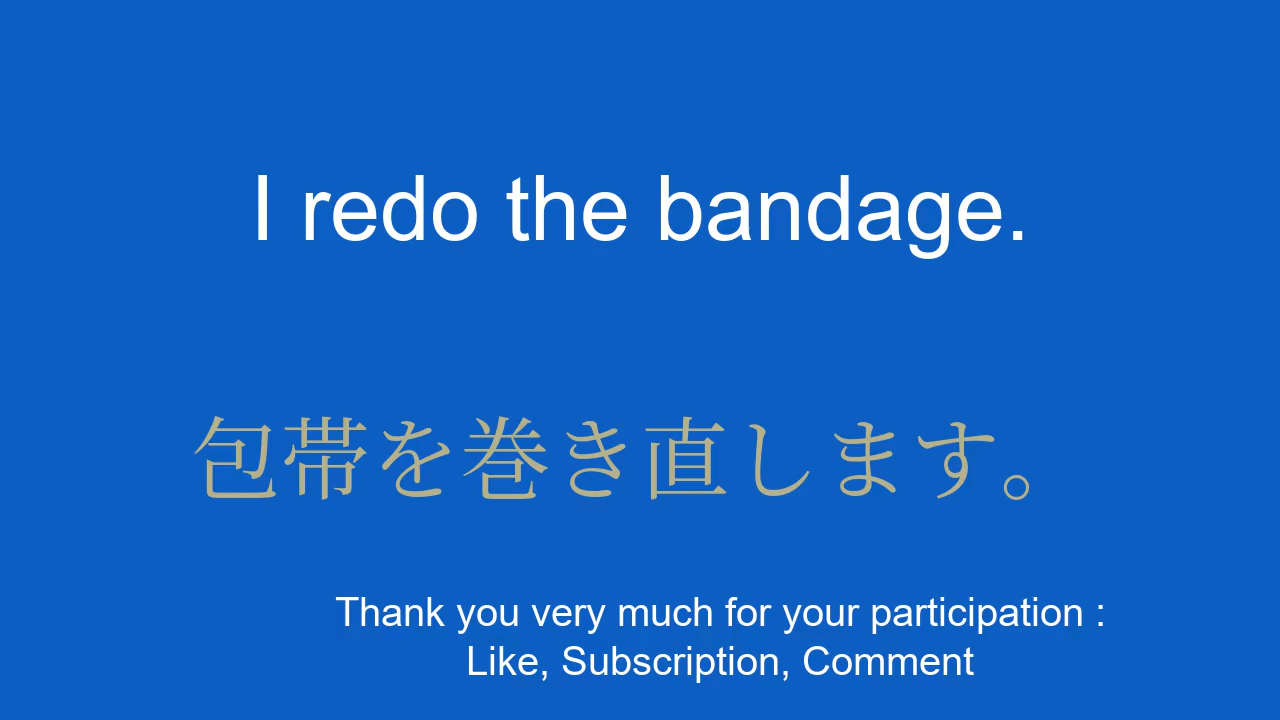 I redo the bandage.
包帯を巻き直します。
Thank you very much for your participation :
Like, Subscription, Comment